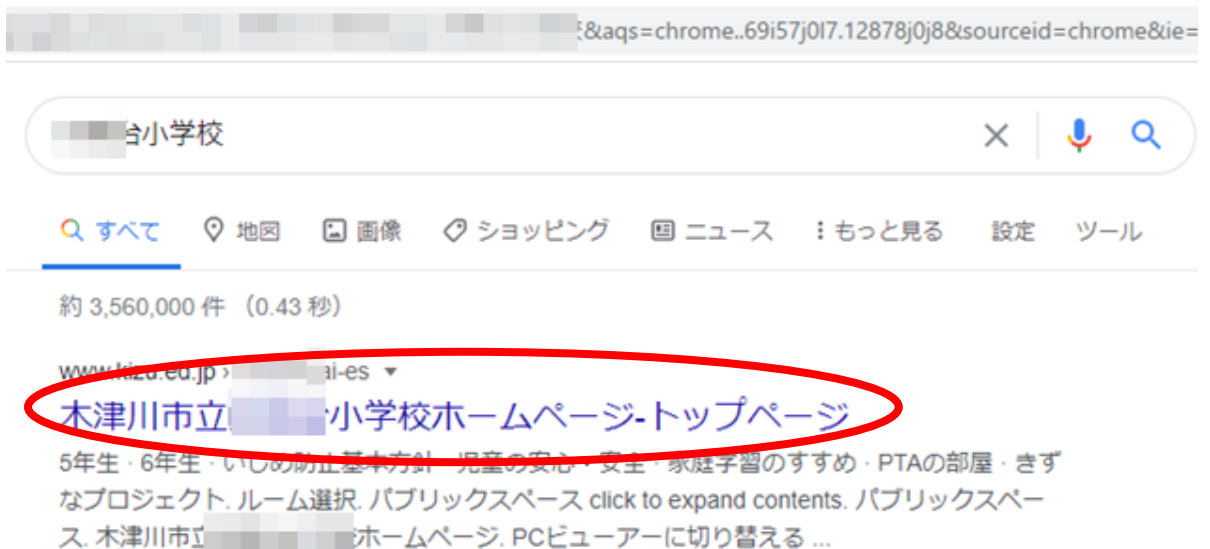 &aqs=chrome..69i57j0l7.12878j0j8&sourceid=chrome&ie=
台小学校
すべて 地図 画像 ショッピング ニュース もっと見る 設定 ツール
約 3,560,000 件 （0.43 秒）
www.kizu.ed.jp › ai-es
木津川市立 小学校ホームページ-トップページ
5年生 · 6年生 · いじめ防止基本方針 · 児童の安心・安全 · 家庭学習のすすめ · PTAの部屋 · きず
なプロジェクト. ルーム選択. パブリックスペース click to expand contents. パブリックスペー
ス. 木津川市立 ホームページ. PCビューアーに切り替える ...